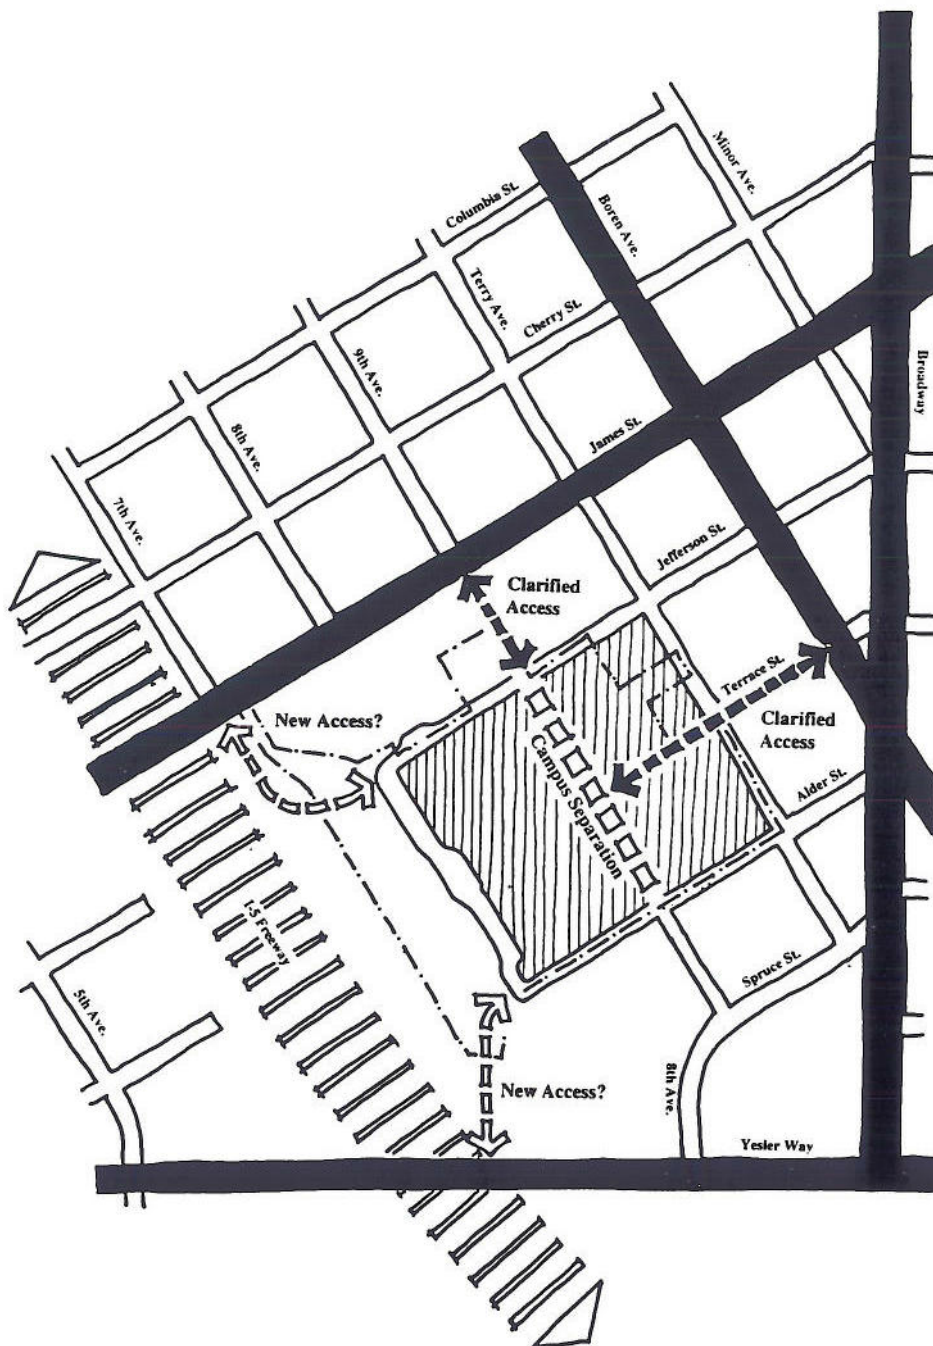 Minor Ave.
Columbia St.
Boren Ave.
Terry Ave.
Cherry St.
9th Ave.
Broadway
James St.
8th Ave.
7th Ave.
Jefferson St.
Clarified
Access
Terrace St.
New Access?
Clarified
Access
Campus Separation
Alder St.
I-5 Freeway
Spruce St.
5th Ave.
8th Ave.
New Access?
Yesler Way